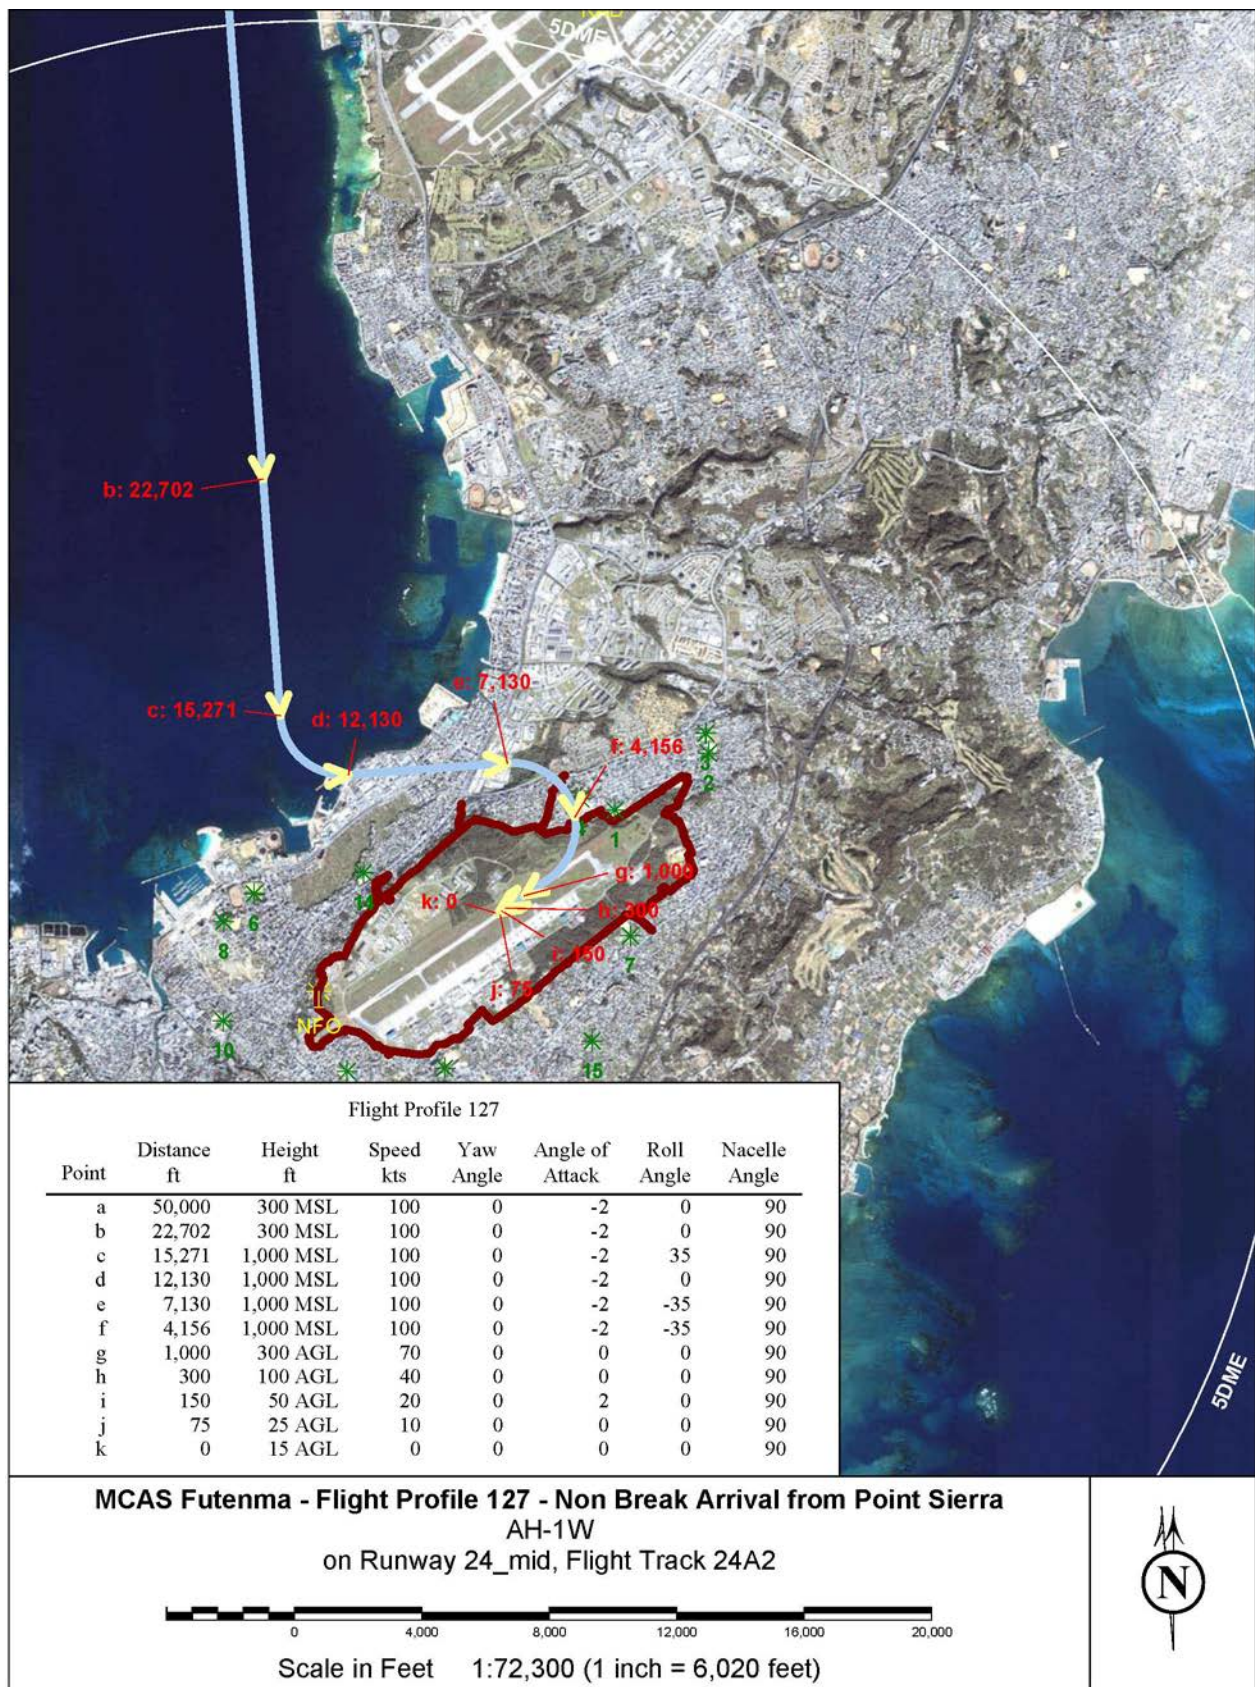 5DME
b: 22,702
c: 15,271
d: 12,130
e: 7,130
f: 4,156
3
2
1
g: 1,000
k: 0
h: 300
i: 150
j: 75
14
6
8
7
NFO
10
15
5DME
Flight Profile 127
Point Distance ft Height ft Speed kts Yaw Angle Angle of Attack Roll Angle Nacelle Angle
a 50,000 300 MSL 100 0 -2 0 90
b 22,702 300 MSL 100 0 -2 0 90
c 15,271 1,000 MSL 100 0 -2 35 90
d 12,130 1,000 MSL 100 0 -2 0 90
e 7,130 1,000 MSL 100 0 -2 -35 90
f 4,156 1,000 MSL 100 0 -2 -35 90
g 1,000 300 AGL 70 0 0 0 90
h 300 100 AGL 40 0 0 0 90
i 150 50 AGL 20 0 2 0 90
j 75 25 AGL 10 0 0 0 90
k 0 15 AGL 0 0 0 0 90
MCAS Futenma - Flight Profile 127 - Non Break Arrival from Point Sierra
AH-1W
on Runway 24_mid, Flight Track 24A2
0 4,000 8,000 12,000 16,000 20,000
Scale in Feet 1:72,300 (1 inch = 6,020 feet)
N